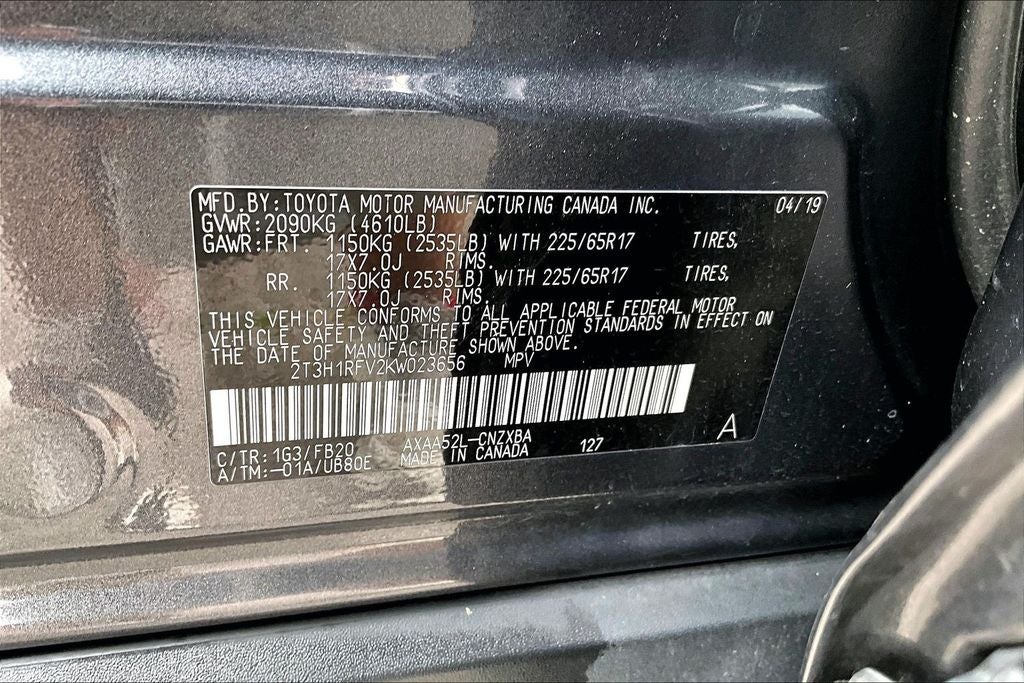 MFD.BY:TOYOTA MOTOR MANUFACTURING CANADA INC. 04/19
GVWR:2090KG (4610LB)
GAWR:FRT. 1150KG (2535LB) WITH 225/65R17 TIRES,
17X7.0J RIMS.
RR. 1150KG (2535LB) WITH 225/65R17 TIRES,
17X7.0J RIMS.
THIS VEHICLE CONFORMS TO ALL APPLICABLE FEDERAL MOTOR
VEHICLE SAFETY AND THEFT PREVENTION STANDARDS IN EFFECT ON
THE DATE OF MANUFACTURE SHOWN ABOVE.
2T3H1RFV2KW023656 MPV
C/TR:1G3/FB20 AXAA52L-CNZXBA 127 A
A/TM:-01A/UB80E MADE IN CANADA